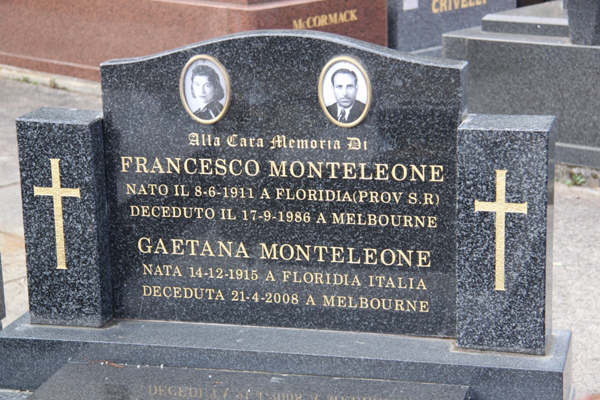 McCORMACK
CRIVELL
Alla Cara Memoria Di
FRANCESCO MONTELEONE
NATO IL 8-6-1911 A FLORIDIA (PROV S.R)
DECEDUTO IL 17-9-1986 A MELBOURNE
GAETANA MONTELEONE
NATA 14-12-1915 A FLORIDIA ITALIA
DECEDUTA 21-4-2008 A MELBOURNE